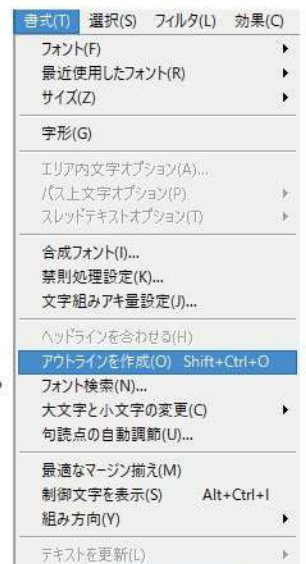 書式(T) 選択(S) フィルタ(L) 効果(C)
フォント(F)
最近使用したフォント(R)
サイズ(Z)
字形(G)
エリア内文字オプション(A)...
パス上文字オプション(P)
スレッドテキストオプション(T)
合成フォント(I)...
禁則処理設定(K)...
文字組みアキ量設定(J)...
ヘッドラインを合わせる(H)
アウトラインを作成(O) Shift+Ctrl+O
フォント検索(N)...
大文字と小文字の変更(C)
句読点の自動調節(U)...
最適なマージン揃え(M)
制御文字を表示(S) Alt+Ctrl+I
組み方向(Y)
テキストを更新(L)